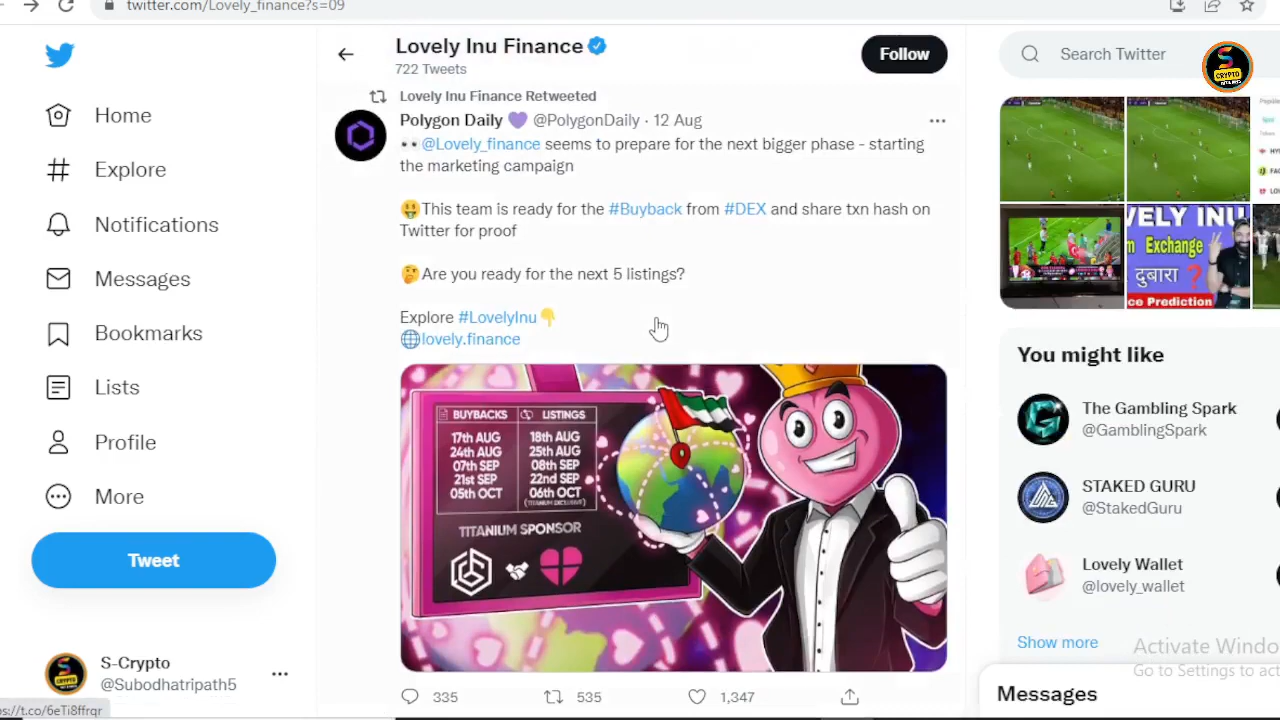 twitter.com/Lovely_finance?s=09
Lovely Inu Finance
722 Tweets
Follow
Search Twitter
S
CRYPTO
Home
Explore
Notifications
Messages
Bookmarks
Lists
Profile
More
Tweet
S-Crypto
@Subodhatripath5
Lovely Inu Finance Retweeted
Polygon Daily 💜 @PolygonDaily · 12 Aug
👀@Lovely_finance seems to prepare for the next bigger phase - starting
the marketing campaign
🤑This team is ready for the #Buyback from #DEX and share txn hash on
Twitter for proof
🤔Are you ready for the next 5 listings?
Explore #LovelyInu👇
🌐lovely.finance
BUYBACKS LISTINGS
17TH AUG 18TH AUG
24TH AUG 25TH AUG
07TH SEP 08TH SEP
21ST SEP 22ND SEP
05TH OCT 06TH OCT
(TITANIUM EXCLUSIVE)
TITANIUM SPONSOR
335 535 1,347
VELY INU
Exchange
दुबारा ?
ce Prediction
You might like
The Gambling Spark
@GamblingSpark
STAKED GURU
@StakedGuru
Lovely Wallet
@lovely_wallet
Show more
Activate Windo
Go to Settings to act
Messages
ps://t.co/6eTi8ffrqr